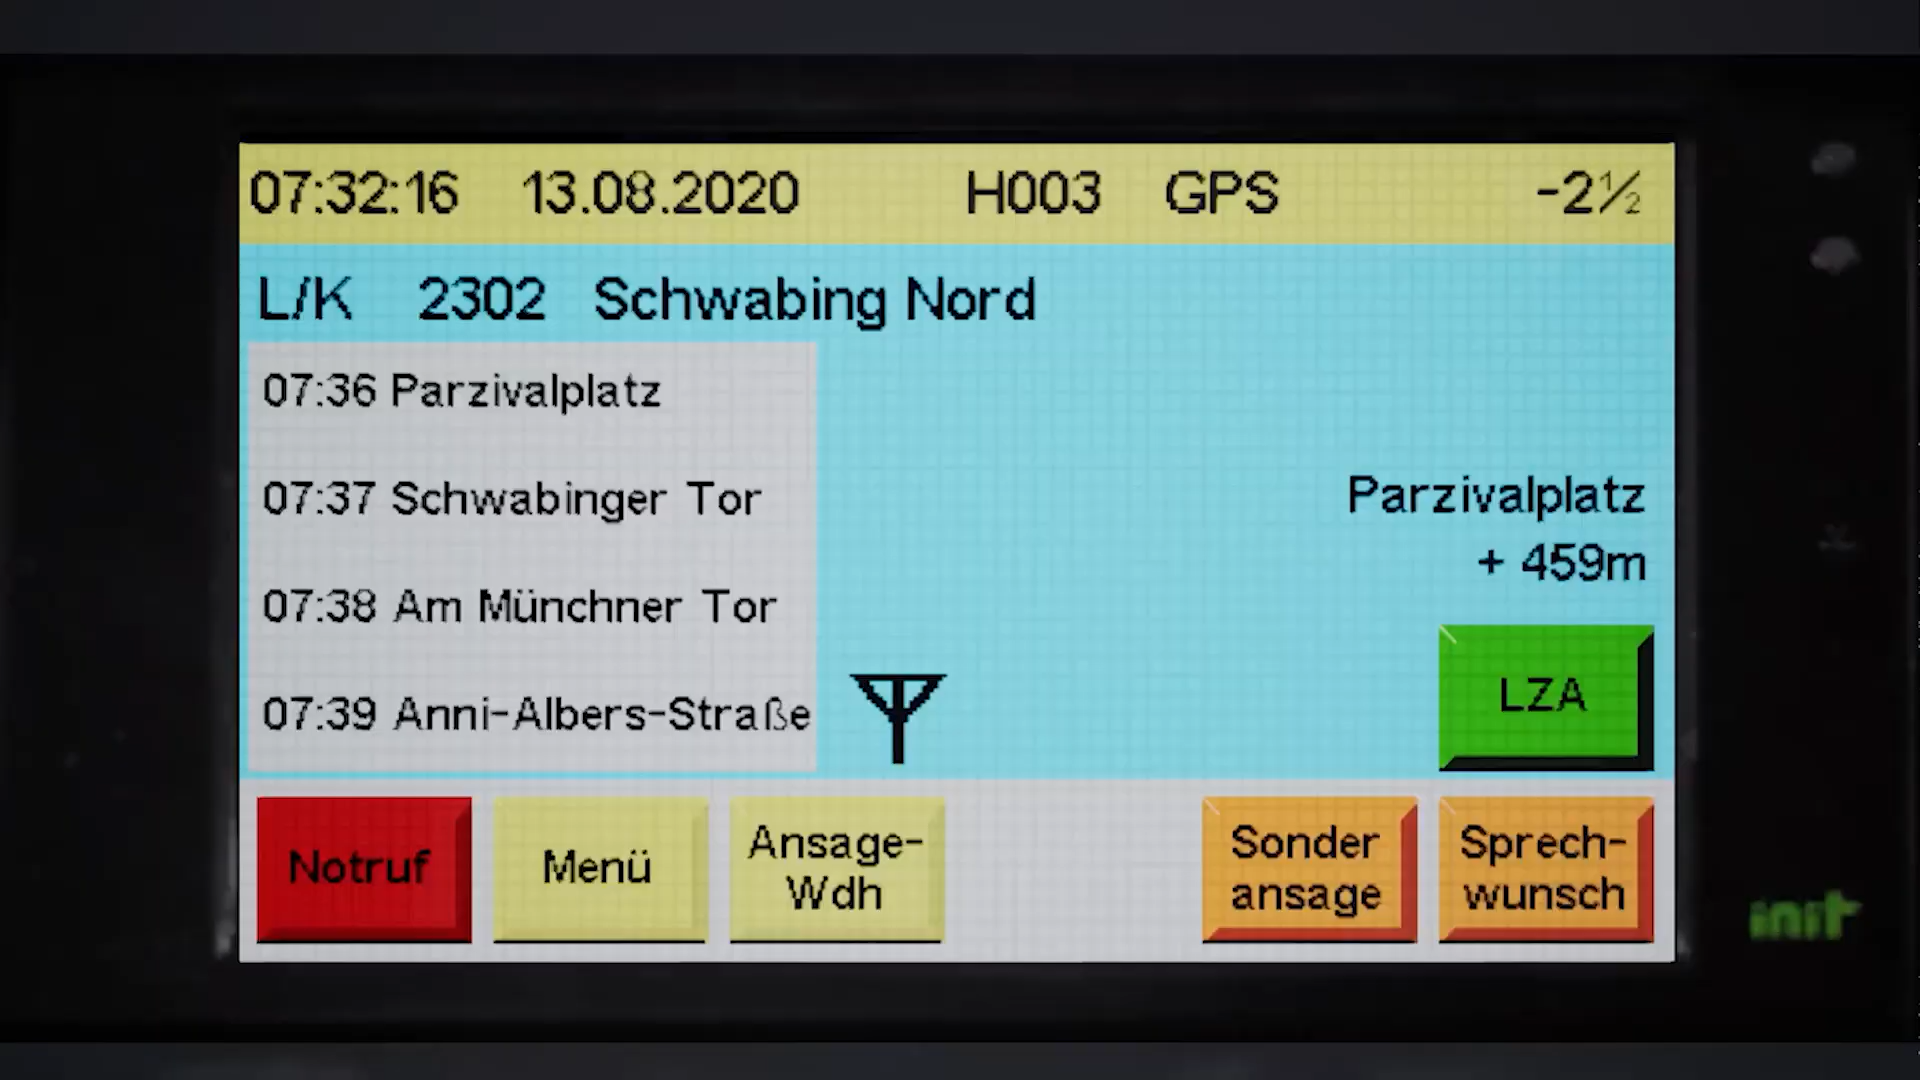 07:32:16 13.08.2020 H003 GPS -2½
L/K 2302 Schwabing Nord
07:36 Parzivalplatz
07:37 Schwabinger Tor
07:38 Am Münchner Tor
07:39 Anni-Albers-Straße
Parzivalplatz
+ 459m
LZA
Notruf
Menü
Ansage-
Wdh
Sonder
ansage
Sprech-
wunsch
init